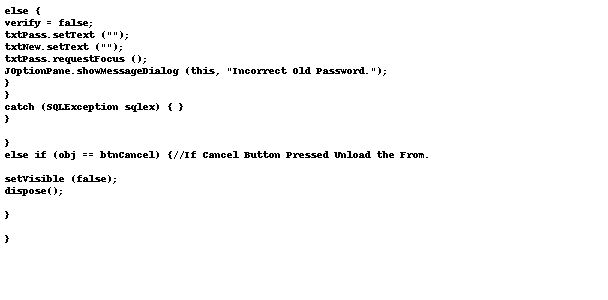 else {
verify = false;
txtPass.setText ("");
txtNew.setText ("");
txtPass.requestFocus ();
JOptionPane.showMessageDialog (this, "Incorrect Old Password.");
}
}
catch (SQLException sqlex) { }
}
}
else if (obj == btnCancel) {//If Cancel Button Pressed Unload the From.
setVisible (false);
dispose();
}
}